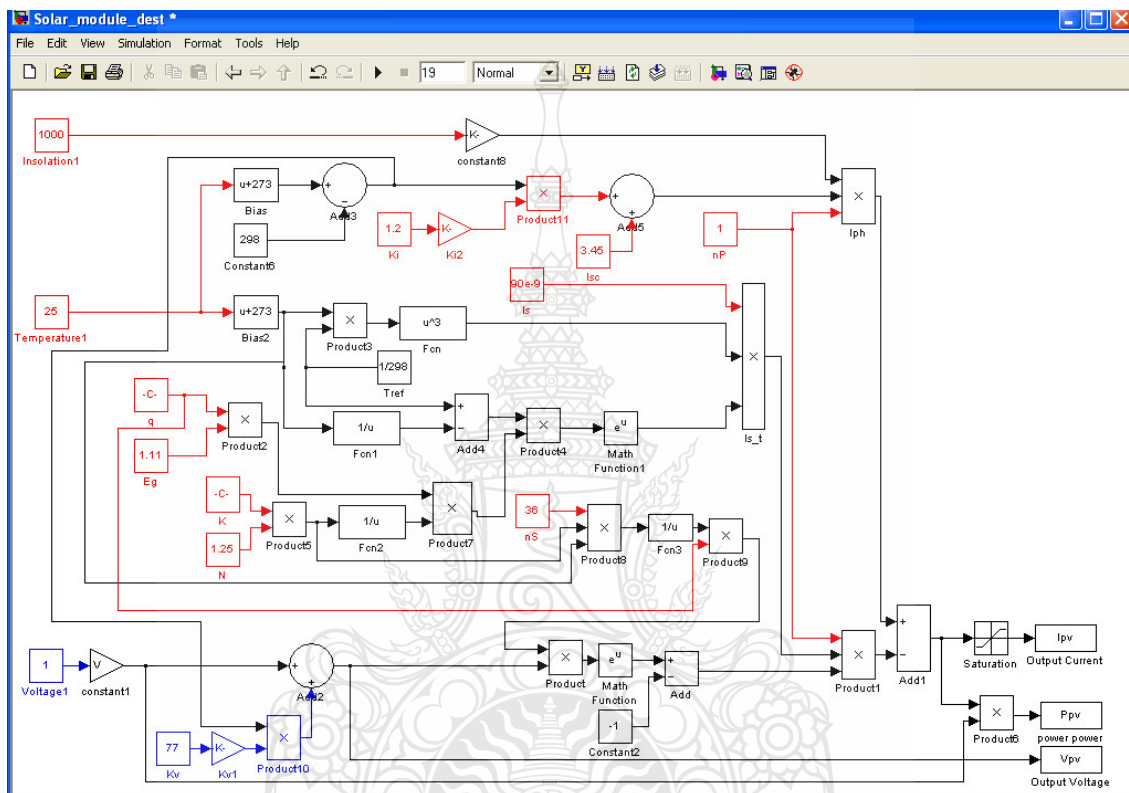 Solar_module_dest *
File Edit View Simulation Format Tools Help
19 Normal
1000
Insolation1
K-
constant8
u+273
Bias
+
−
Add3
298
Constant6
1.2
Ki
K-
Ki2
×
Product11
+
+
Add5
3.45
Isc
1
nP
×
Iph
90e-9
Is
25
Temperature1
u+273
Bias2
×
Product3
u^3
Fcn
1/298
Tref
×
Is_t
-C-
q
×
Product2
1.11
Eg
1/u
Fcn1
+
−
Add4
×
Product4
e^u
Math
Function1
-C-
K
1.25
N
×
Product5
1/u
Fcn2
×
Product7
36
nS
×
Product8
1/u
Fcn3
×
Product9
1
Voltage1
V
constant1
+
+
Add2
77
Kv
K-
Kv1
×
Product10
×
Product
e^u
Math
Function
+
−
Add
-1
Constant2
×
Product1
+
−
Add1
Saturation
Ipv
Output Current
×
Product6
Ppv
power power
Vpv
Output Voltage